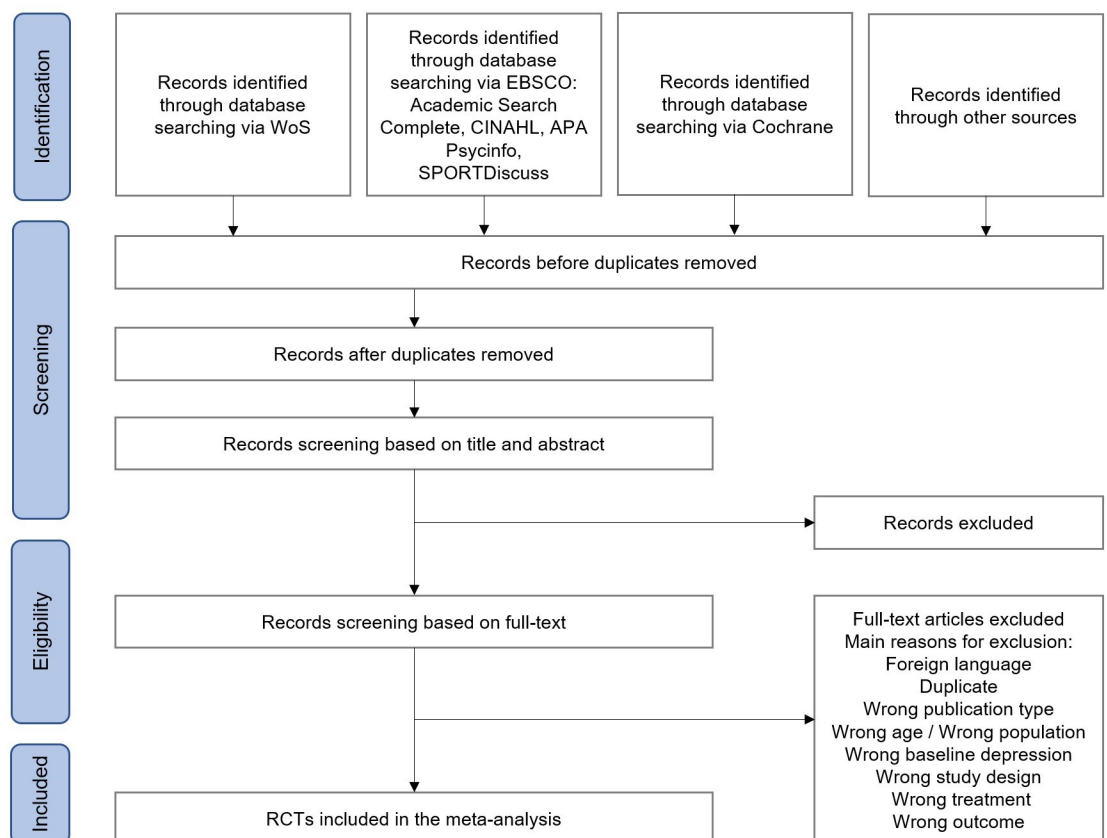 Identification
Records identified
through database
searching via WoS
Records identified
through database
searching via EBSCO:
Academic Search
Complete, CINAHL, APA
Psycinfo,
SPORTDiscuss
Records identified
through database
searching via Cochrane
Records identified
through other sources
Screening
Records before duplicates removed
Records after duplicates removed
Records screening based on title and abstract
Records excluded
Eligibility
Records screening based on full-text
Full-text articles excluded
Main reasons for exclusion:
Foreign language
Duplicate
Wrong publication type
Wrong age / Wrong population
Wrong baseline depression
Wrong study design
Wrong treatment
Wrong outcome
Included
RCTs included in the meta-analysis